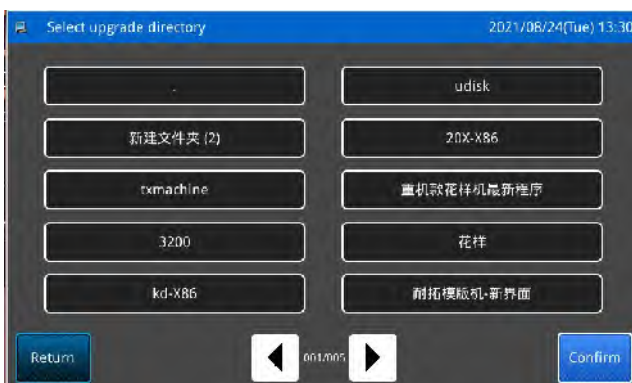 Select upgrade directory 2021/08/24(Tue) 13:30
. udisk
新建文件夹 (2) 20X-X86
txmachine 重机款花样机最新程序
3200 花样
kd-X86 耐拓模版机-新界面
Return 001/005 Confirm